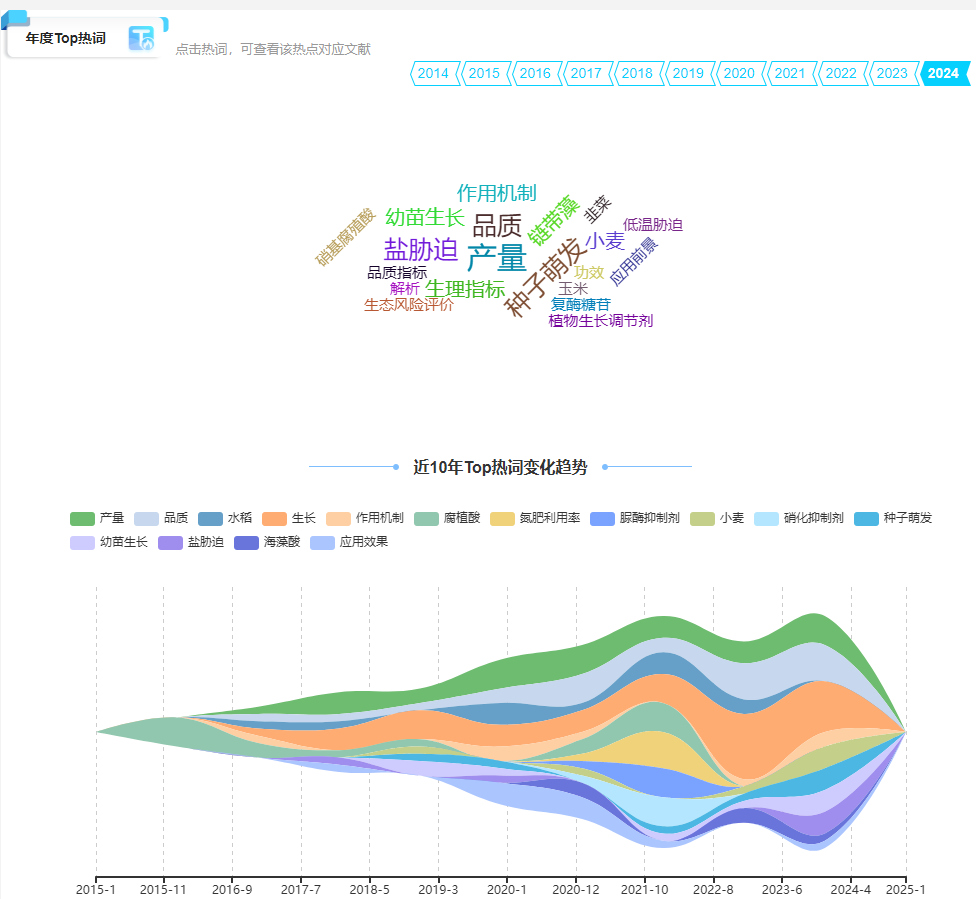 年度Top热词
点击热词，可查看该热点对应文献
2014 2015 2016 2017 2018 2019 2020 2021 2022 2023 2024
作用机制
硝基腐殖酸 幼苗生长 品质 链带藻 韭菜 低温胁迫
盐胁迫 产量 种子萌发 小麦 应用前景
品质指标 功效
解析 生理指标 玉米
生态风险评价 复酶糖苷
植物生长调节剂
近10年Top热词变化趋势
产量 品质 水稻 生长 作用机制 腐植酸 氮肥利用率 脲酶抑制剂 小麦 硝化抑制剂 种子萌发
幼苗生长 盐胁迫 海藻酸 应用效果
2015-1 2015-11 2016-9 2017-7 2018-5 2019-3 2020-1 2020-12 2021-10 2022-8 2023-6 2024-4 2025-1